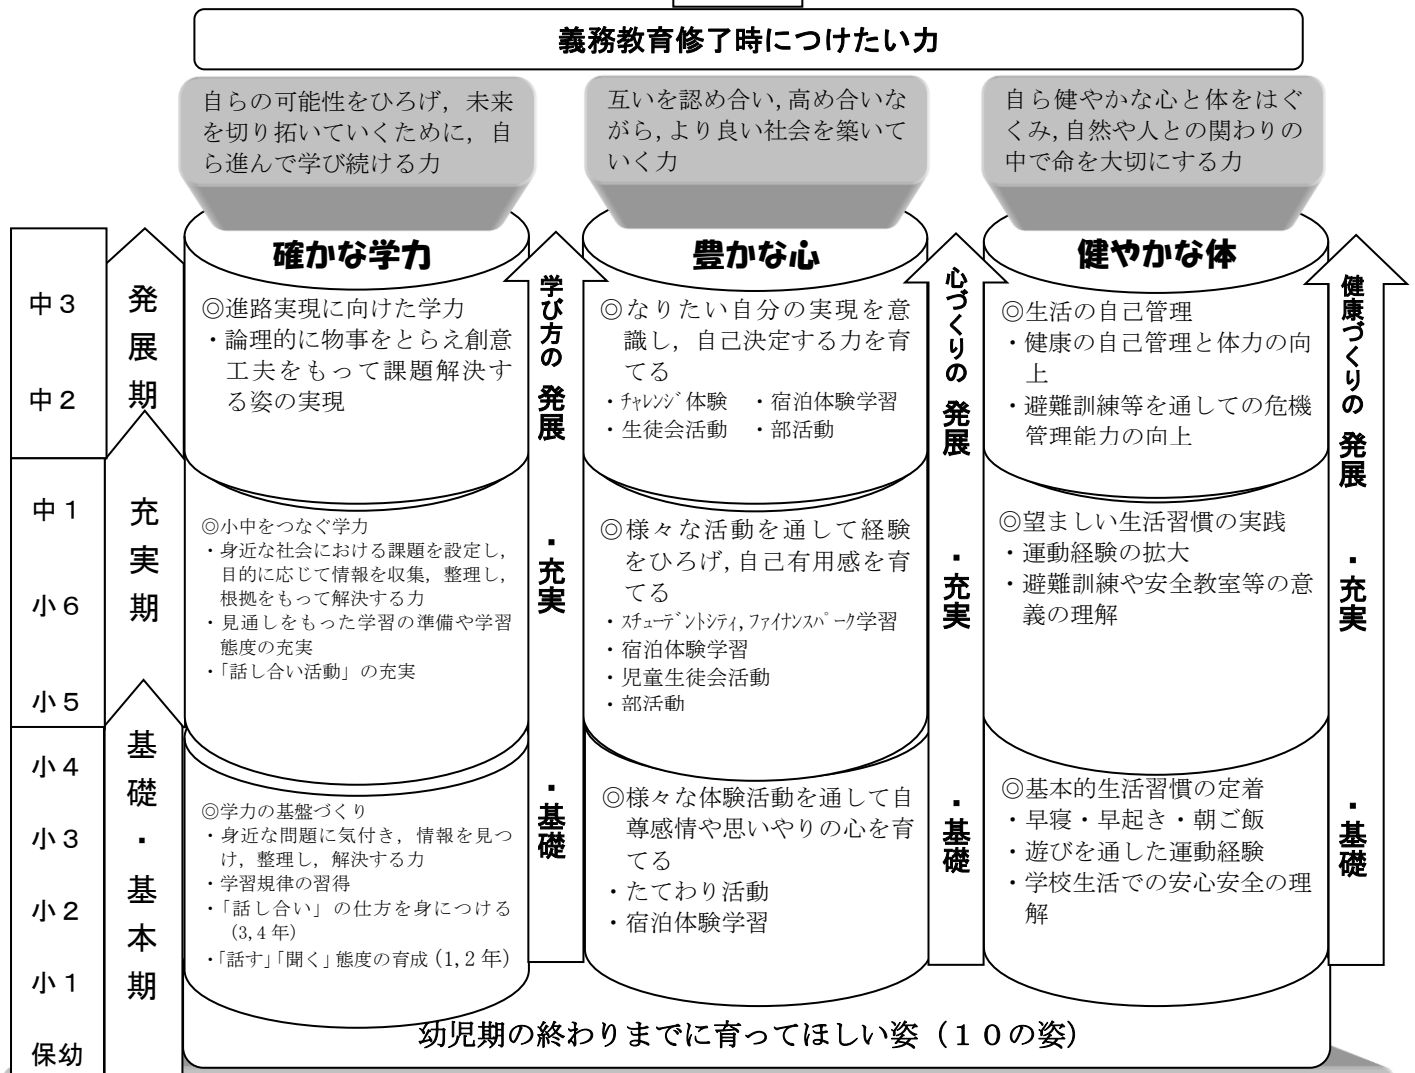 義務教育修了時につけたい力
自らの可能性をひろげ，未来
を切り拓いていくために，自
ら進んで学び続ける力
互いを認め合い，高め合いな
がら，より良い社会を築いて
いく力
自ら健やかな心と体をはぐ
くみ，自然や人との関わりの
中で命を大切にする力
中３
中２
中１
小６
小５
小４
小３
小２
小１
保幼
発展期
充実期
基礎・基本期
確かな学力
◎進路実現に向けた学力
・論理的に物事をとらえ創意
工夫をもって課題解決す
る姿の実現
◎小中をつなぐ学力
・身近な社会における課題を設定し，
目的に応じて情報を収集，整理し，
根拠をもって解決する力
・見通しをもった学習の準備や学習
態度の充実
・「話し合い活動」の充実
◎学力の基盤づくり
・身近な問題に気付き，情報を見つ
け，整理し，解決する力
・学習規律の習得
・「話し合い」の仕方を身につける
（3,4 年）
・「話す」「聞く」態度の育成（1,2 年）
学び方の 発展 ・充実 ・基礎
豊かな心
◎なりたい自分の実現を意
識し，自己決定する力を育
てる
・ﾁｬﾚﾝｼﾞ体験　・宿泊体験学習
・生徒会活動　・部活動
◎様々な活動を通して経験
をひろげ，自己有用感を育
てる
・ｽﾁｭｰﾃﾞﾝﾄｼﾃｨ，ﾌｧｲﾅﾝｽﾊﾟｰｸ学習
・宿泊体験学習
・児童生徒会活動
・部活動
◎様々な体験活動を通して自
尊感情や思いやりの心を育
てる
・たてわり活動
・宿泊体験学習
心づくりの 発展 ・充実 ・基礎
健やかな体
◎生活の自己管理
・健康の自己管理と体力の向
上
・避難訓練等を通しての危機
管理能力の向上
◎望ましい生活習慣の実践
・運動経験の拡大
・避難訓練や安全教室等の意
義の理解
◎基本的生活習慣の定着
・早寝・早起き・朝ご飯
・遊びを通した運動経験
・学校生活での安心安全の理
解
健康づくりの 発展 ・充実 ・基礎
幼児期の終わりまでに育ってほしい姿（１０の姿）